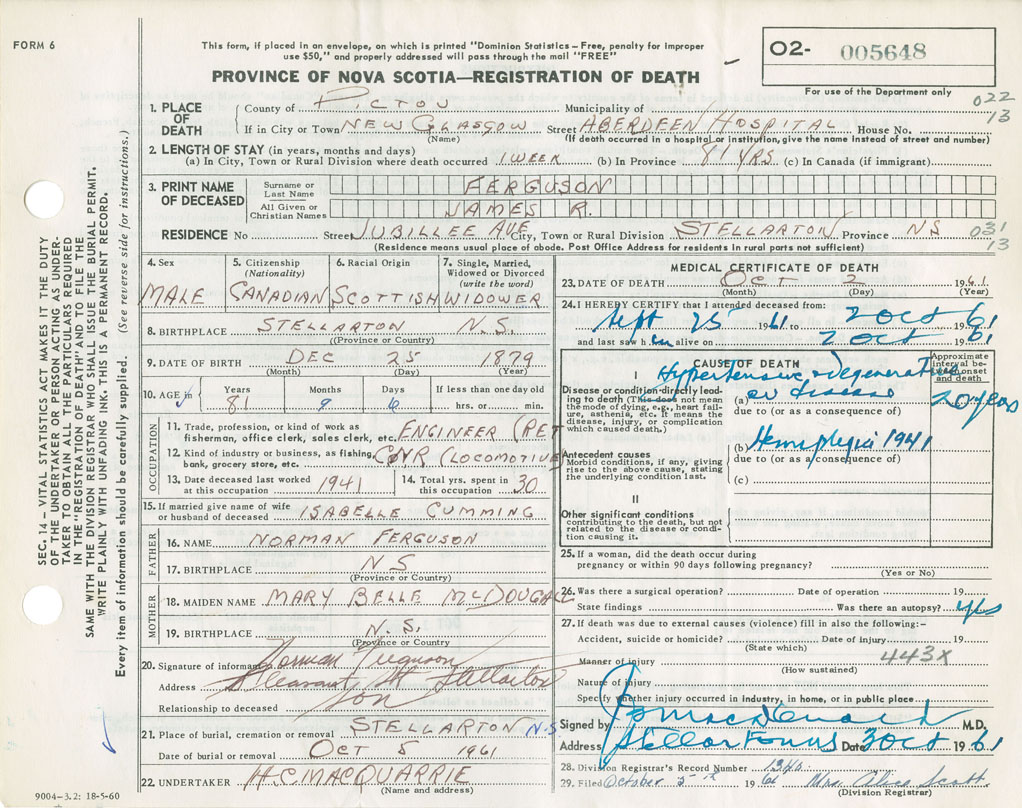 FORM 6
This form, if placed in an envelope, on which is printed "Dominion Statistics – Free, penalty for improper
use $50," and properly addressed will pass through the mail "FREE"
PROVINCE OF NOVA SCOTIA—REGISTRATION OF DEATH
O2- 005648
For use of the Department only
022
13
SEC. 14 – VITAL STATISTICS ACT MAKES IT THE DUTY
OF THE UNDERTAKER OR PERSON ACTING AS UNDER-
TAKER TO OBTAIN ALL THE PARTICULARS REQUIRED
IN THE "REGISTRATION OF DEATH" AND TO FILE THE
SAME WITH THE DIVISION REGISTRAR WHO SHALL ISSUE THE BURIAL PERMIT.
WRITE PLAINLY WITH UNFADING INK. THIS IS A PERMANENT RECORD.
Every item of information should be carefully supplied. (See reverse side for instructions.)
1. PLACE OF DEATH County of PICTOU Municipality of
If in City or Town NEW GLASGOW Street ABERDEEN HOSPITAL House No.
(Name) (If death occurred in a hospital or institution, give the name instead of street and number)
2. LENGTH OF STAY (in years, months and days)
(a) In City, Town or Rural Division where death occurred 1 WEEK (b) In Province 81 YRS (c) In Canada (if immigrant)
3. PRINT NAME OF DECEASED Surname or Last Name FERGUSON
All Given or Christian Names JAMES R.
RESIDENCE No Street JUBILLEE AVE City, Town or Rural Division STELLARTON Province NS
031
13
(Residence means usual place of abode. Post Office Address for residents in rural parts not sufficient)
4. Sex MALE
5. Citizenship (Nationality) CANADIAN
6. Racial Origin SCOTTISH
7. Single, Married, Widowed or Divorced (write the word) WIDOWER
8. BIRTHPLACE STELLARTON N.S.
(Province or Country)
9. DATE OF BIRTH DEC 25 1879
(Month) (Day) (Year)
10. AGE in Years 81 Months 9 Days 6 If less than one day old hrs. or min.
OCCUPATION
11. Trade, profession, or kind of work as fisherman, office clerk, sales clerk, etc. ENGINEER (RET
12. Kind of industry or business, as fishing, bank, grocery store, etc. CNR (LOCOMOTIVE)
13. Date deceased last worked at this occupation 1941
14. Total yrs. spent in this occupation 30
15. If married give name of wife or husband of deceased ISABELLE CUMMING
FATHER
16. NAME NORMAN FERGUSON
17. BIRTHPLACE NS
(Province or Country)
MOTHER
18. MAIDEN NAME MARY BELLE McDOUGALL
19. BIRTHPLACE N.S.
(Province or Country)
20. Signature of informant Norman Ferguson
Address Pleasant St Stellarton
Relationship to deceased Son
21. Place of burial, cremation or removal STELLARTON N.S
Date of burial or removal OCT 5 1961
22. UNDERTAKER H.C. MACQUARRIE
(Name and address)
9004-3.2: 18-5-60
MEDICAL CERTIFICATE OF DEATH
23. DATE OF DEATH OCT 2 1961
(Month) (Day) (Year)
24. I HEREBY CERTIFY that I attended deceased from:
Sept 25 1961 to 2 Oct 1961
and last saw him alive on 2 Oct 1961
CAUSE OF DEATH
Approximate interval between onset and death
I
Disease or condition directly leading to death (This does not mean the mode of dying, e.g., heart failure, asthenia, etc. It means the disease, injury, or complication which caused death.)
(a) Hypertensive & degenerative cv disease 20 years
due to (or as a consequence of)
(b) Hemiplegia 1941
due to (or as a consequence of)
(c)
Antecedent causes
Morbid conditions, if any, giving rise to the above cause, stating the underlying condition last.
II
Other significant conditions
contributing to the death, but not related to the disease or condition causing it.
25. If a woman, did the death occur during
pregnancy or within 90 days following pregnancy?
(Yes or No)
26. Was there a surgical operation? Date of operation 19
State findings Was there an autopsy? yes
27. If death was due to external causes (violence) fill in also the following:–
Accident, suicide or homicide? Date of injury 19
(State which)
443X
Manner of injury
(How sustained)
Nature of injury
Specify whether injury occurred in industry, in home, or in public place
Signed by M.D.
Address Stellarton NS Date 3 Oct 1961
28. Division Registrar's Record Number 1340
29. Filed October 5th 1961 Mrs. Alice Scott
(Division Registrar)